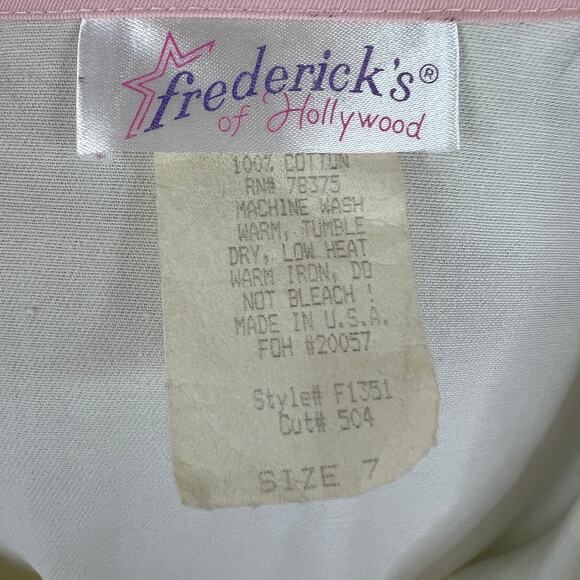 frederick's®
of Hollywood
100% COTTON
RN# 78375
MACHINE WASH
WARM, TUMBLE
DRY, LOW HEAT
WARM IRON, DO
NOT BLEACH !
MADE IN U.S.A.
FOH #20057
Style# F1351
Cut# 504
SIZE 7